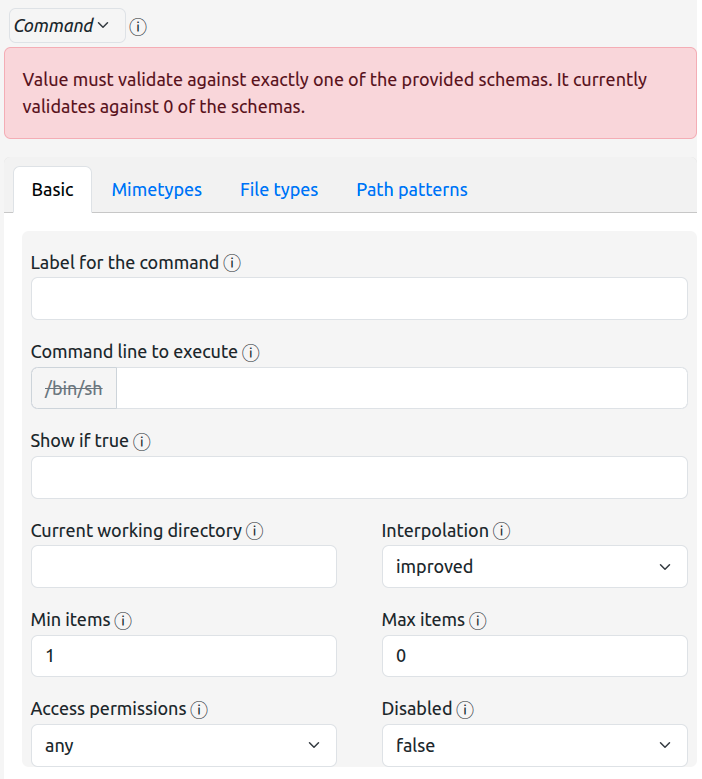 Command
Value must validate against exactly one of the provided schemas. It currently
validates against 0 of the schemas.
Basic Mimetypes File types Path patterns
Label for the command
Command line to execute
/bin/sh
Show if true
Current working directory Interpolation
improved
Min items Max items
1 0
Access permissions Disabled
any false